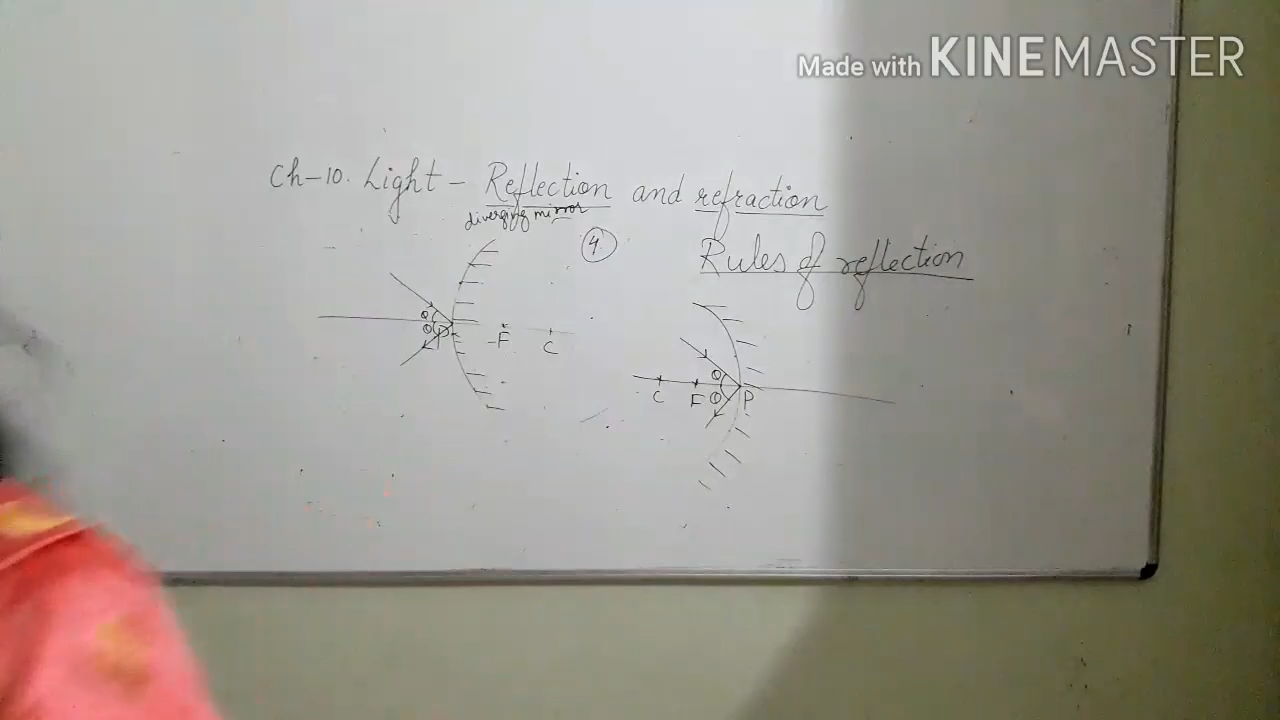 Made with KINEMASTER
Ch-10. Light - Reflection and refraction
diverging mirror
4
Rules of reflection
θ
θ
P
F
C
θ
C F θ P